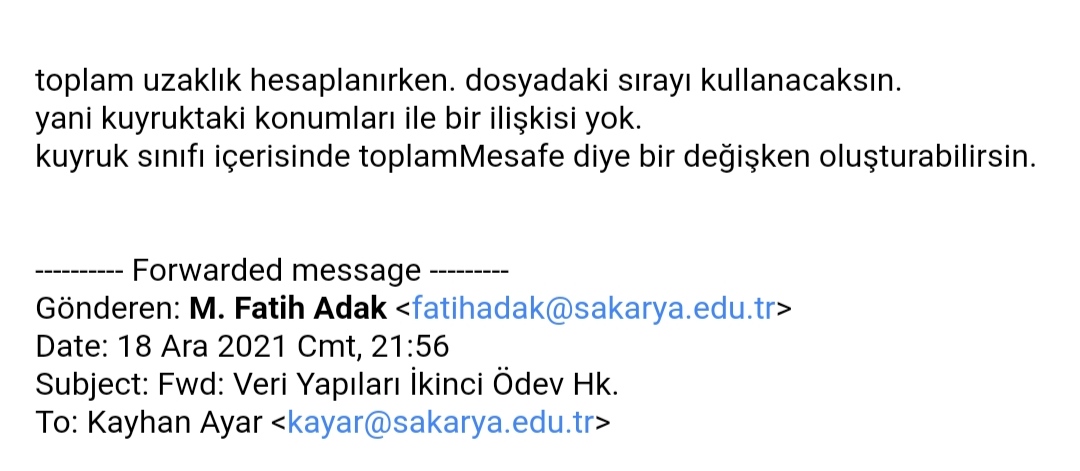 toplam uzaklık hesaplanırken. dosyadaki sırayı kullanacaksın.
yani kuyruktaki konumları ile bir ilişkisi yok.
kuyruk sınıfı içerisinde toplamMesafe diye bir değişken oluşturabilirsin.
---------- Forwarded message ---------
Gönderen: M. Fatih Adak <fatihadak@sakarya.edu.tr>
Date: 18 Ara 2021 Cmt, 21:56
Subject: Fwd: Veri Yapıları İkinci Ödev Hk.
To: Kayhan Ayar <kayar@sakarya.edu.tr>